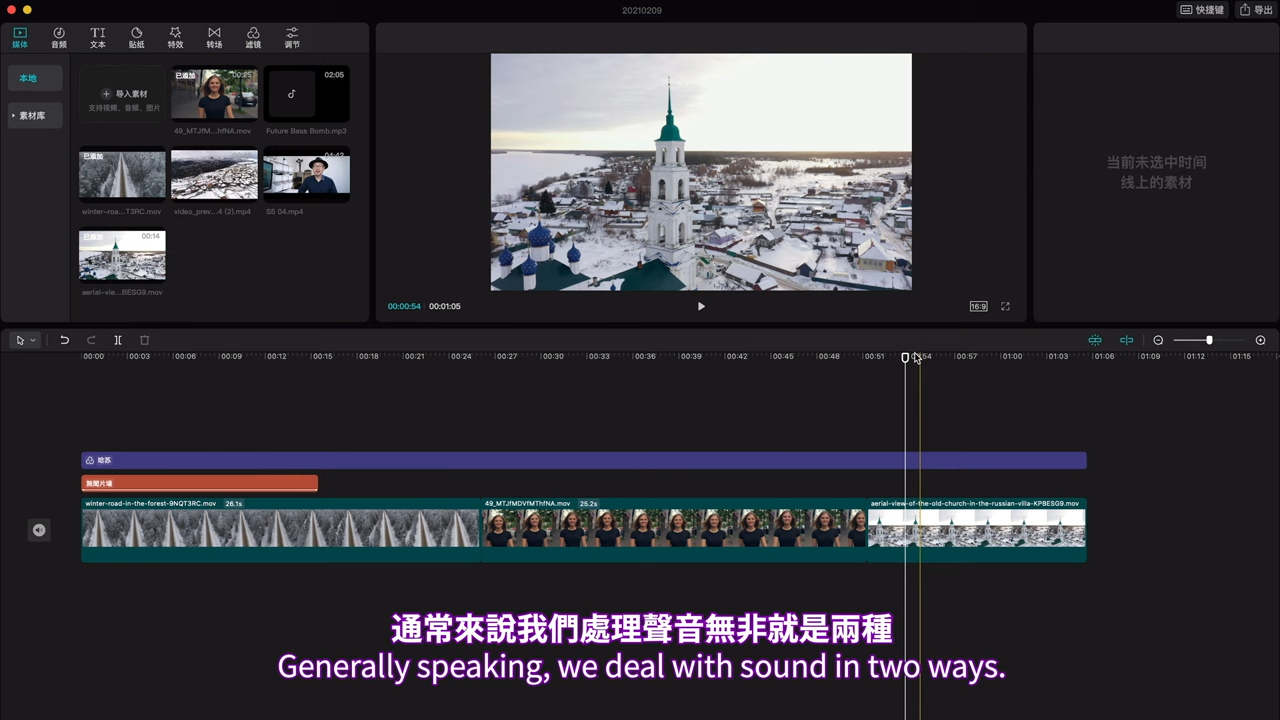 20210209
快捷键
导出
媒体
音频
文本
贴纸
特效
转场
滤镜
调节
本地
素材库
导入素材
支持视频、音频、图片
已添加
00:25
49_MTJfM...hfNA.mov
02:05
Future Bass Bomb.mp3
已添加
winter-roa...T3RC.mov
video_prev...4 (2).mp4
04:42
S5 04.mp4
已添加
00:14
aerial-vie...BESG9.mov
00:00:54
00:01:05
16:9
当前未选中时间
线上的素材
00:00 00:03 00:06 00:09 00:12 00:15 00:18 00:21 00:24 00:27 00:30 00:33 00:36 00:39 00:42 00:45 00:48 00:51 00:54 00:57 01:00 01:03 01:06 01:09 01:12 01:15
哈苏
無間片場
winter-road-in-the-forest-9NQT3RC.mov 26.1s
49_MTJfMDVfMThfNA.mov 25.2s
aerial-view-of-the-old-church-in-the-russian-villa-KPBESG9.mov
通常來說我們處理聲音無非就是兩種
Generally speaking, we deal with sound in two ways.